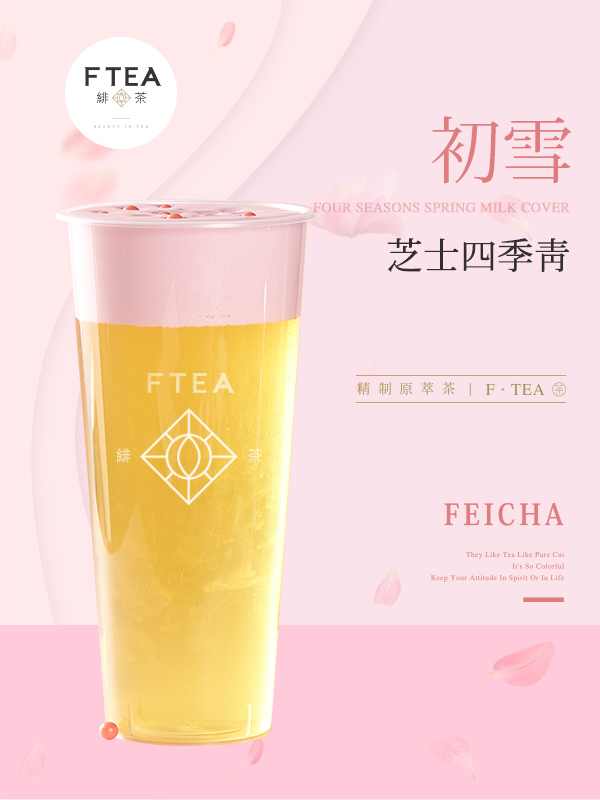 F TEA
緋 茶
BEAUTY IN TEA
初雪
FOUR SEASONS SPRING MILK COVER
芝士四季靑
FTEA
緋 茶
精制原萃茶 | F · TEA 茶
FEICHA
They Like Tea Like Pure Cui
It's So Colorful
Keep Your Attitude In Spirit Or In Life